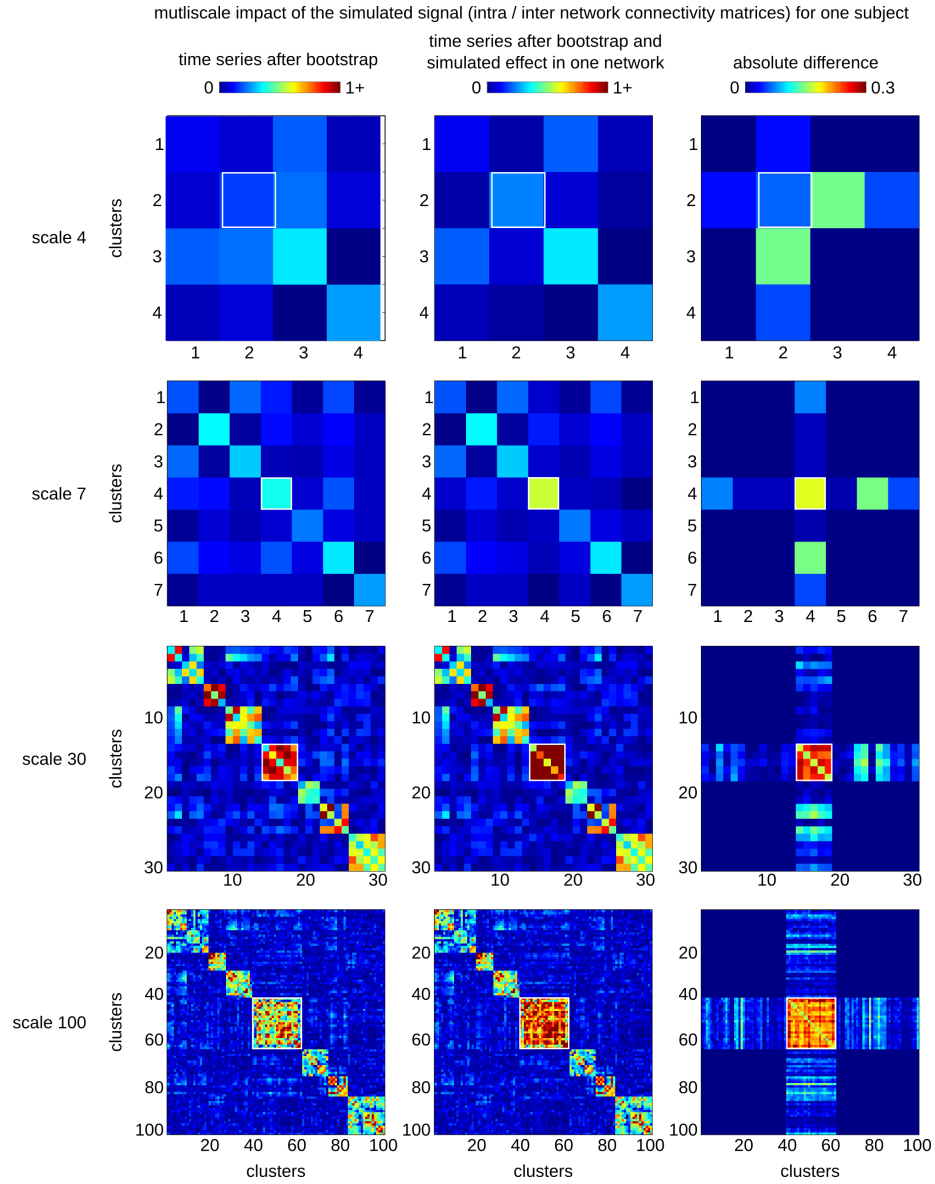 mutliscale impact of the simulated signal (intra / inter network connectivity matrices) for one subject
time series after bootstrap
0 1+
time series after bootstrap and
simulated effect in one network
0 1+
absolute difference
0 0.3
scale 4
clusters
1
2
3
4
1 2 3 4
1 2 3 4
1
2
3
4
1 2 3 4
1
2
3
4
scale 7
clusters
1
2
3
4
5
6
7
1 2 3 4 5 6 7
1
2
3
4
5
6
7
1 2 3 4 5 6 7
1
2
3
4
5
6
7
1 2 3 4 5 6 7
scale 30
clusters
10
20
30
10 20 30
10
20
30
10 20 30
10
20
30
10 20 30
scale 100
clusters
20
40
60
80
100
20 40 60 80 100
clusters
20
40
60
80
100
20 40 60 80 100
clusters
20
40
60
80
100
20 40 60 80 100
clusters